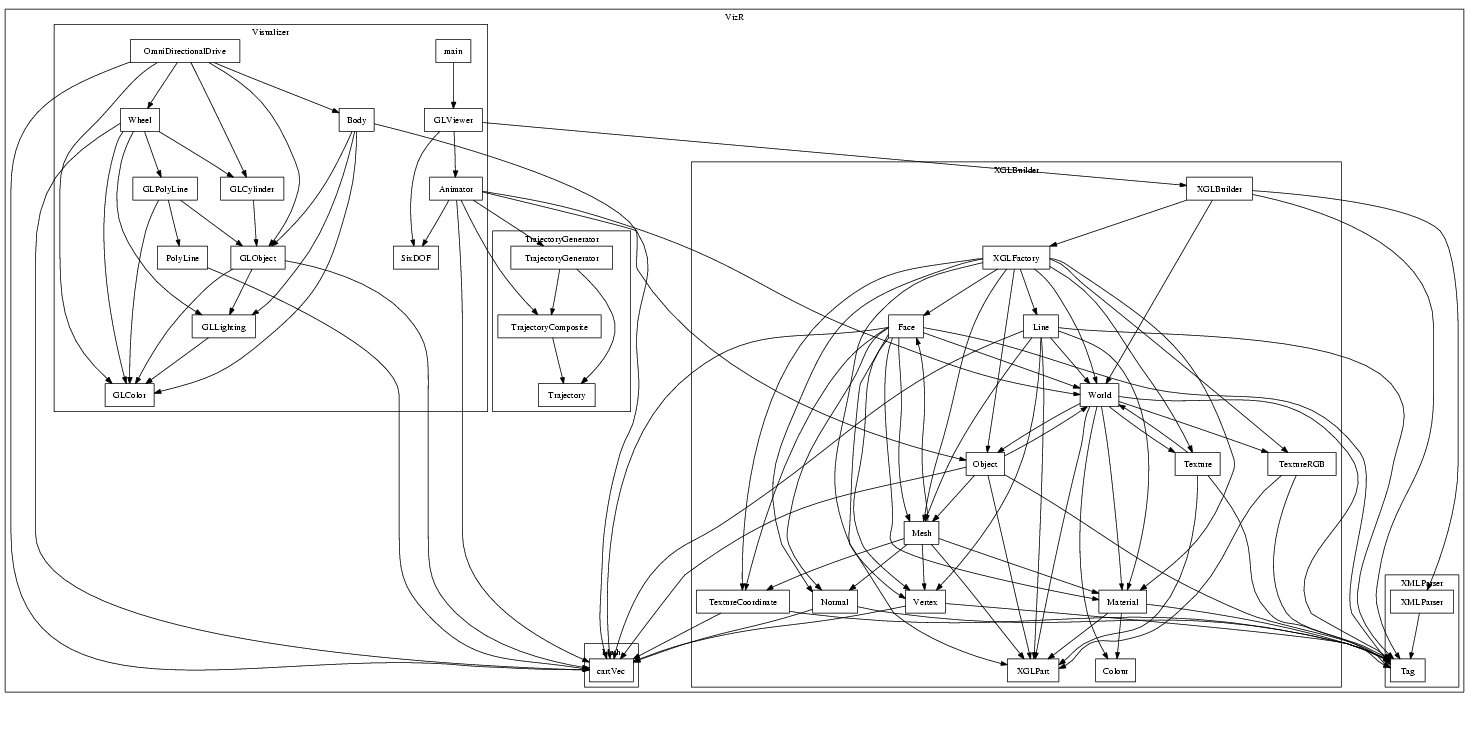 VizR
Visualizer
OmniDirectionalDrive
main
Wheel
Body
GLViewer
XGLBuilder
GLPolyLine
GLCylinder
Animator
XGLBuilder
TrajectoryGenerator
PolyLine
GLObject
SixDOF
TrajectoryGenerator
XGLFactory
GLLighting
TrajectoryComposite
Face
Line
GLColor
Trajectory
World
Object
Texture
TextureRGB
Mesh
XMLParser
TextureCoordinate
Normal
Vertex
Material
XMLParser
cartVec
XGLPart
Colour
Tag